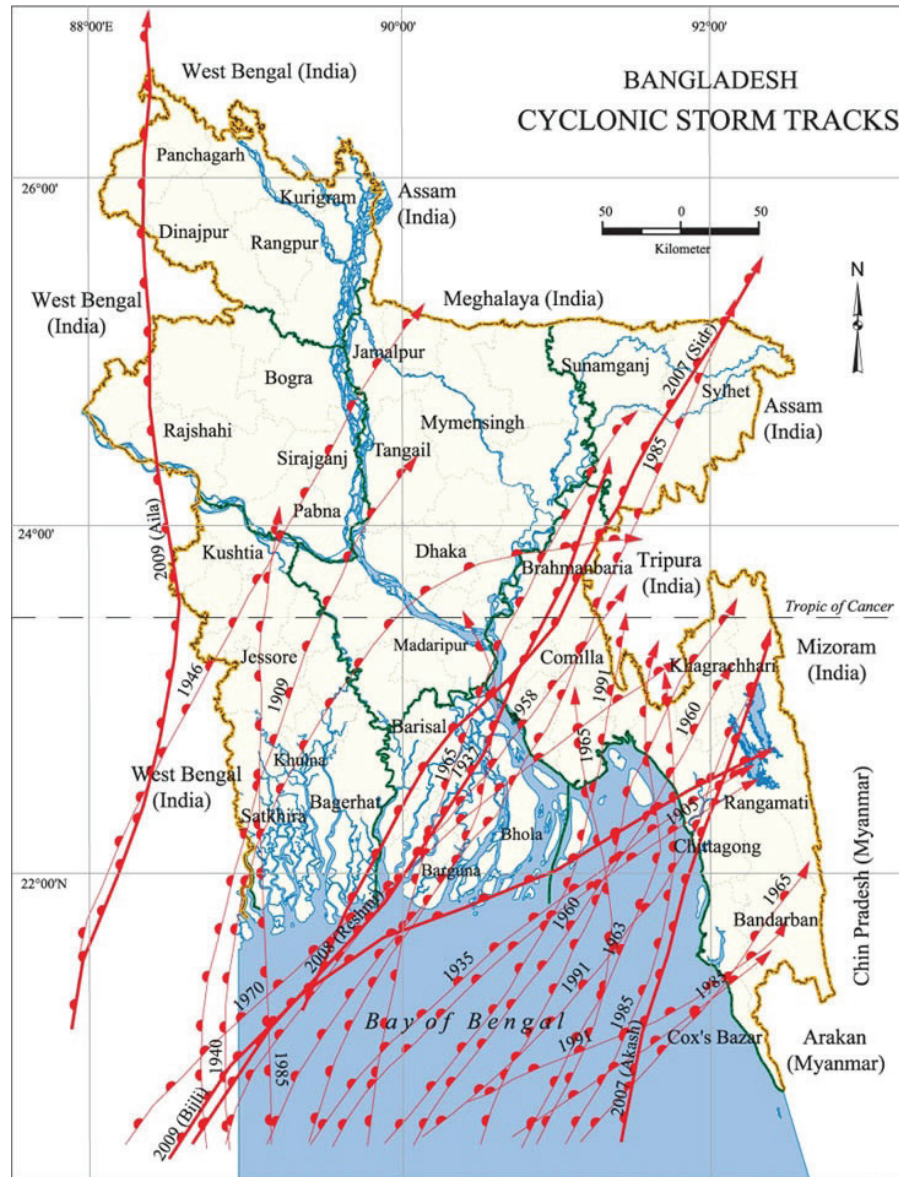 88°00'E
90°00'
92°00'
West Bengal (India)
BANGLADESH
CYCLONIC STORM TRACKS
Panchagarh
26°00'
Kurigram
Assam
(India)
50
0
50
Kilometer
Dinajpur
Rangpur
N
West Bengal
(India)
Meghalaya (India)
Jamalpur
Sunamganj
2007 (Sidr)
Bogra
Sylhet
Assam
(India)
Mymensingh
Rajshahi
Tangail
Sirajganj
1985
Pabna
24°00'
2009 (Aila)
Kushtia
Dhaka
Brahmanbaria
Tripura
(India)
Tropic of Cancer
Madaripur
Comilla
Mizoram
(India)
Jessore
Khagrachhari
1946
1909
1991
1958
1960
Barisal
1965
1965
1937
West Bengal
(India)
Khulna
Bagerhat
Satkhira
Rangamati
Bhola
Chittagong
Barguna
22°00'N
1965
Bandarban
Chin Pradesh (Myanmar)
2008 (Reshmi)
1960
1963
1935
1970
1991
1985
1985
Bay of Bengal
1991
Cox's Bazar
Arakan
(Myanmar)
1940
1985
2007 (Akash)
2009 (Bijli)